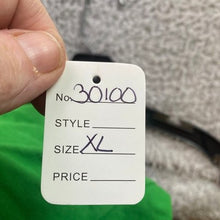 No. 30100
STYLE
SIZE XL
PRICE